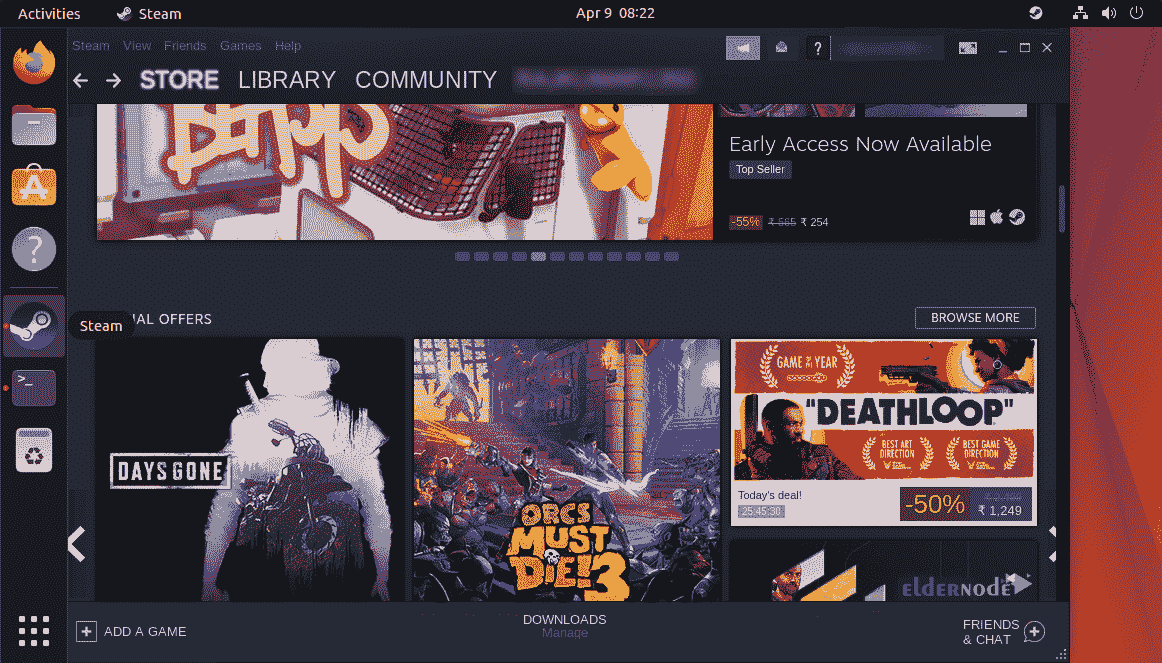 Activities
Steam
Apr 9 08:22
Steam View Friends Games Help
?
STORE LIBRARY COMMUNITY
Early Access Now Available
Top Seller
-55% ₹ 565 ₹ 254
?
Steam
IAL OFFERS
BROWSE MORE
>_
DAYS GONE
ORCS
MUST
DIE! 3
GAME OF THE YEAR
"DEATHLOOP"
BEST ART
DIRECTION
BEST GAME
DIRECTION
Today's deal!
25:45:30
-50%
₹ 1,249
ELDERNODE
ADD A GAME
DOWNLOADS
Manage
FRIENDS
& CHAT